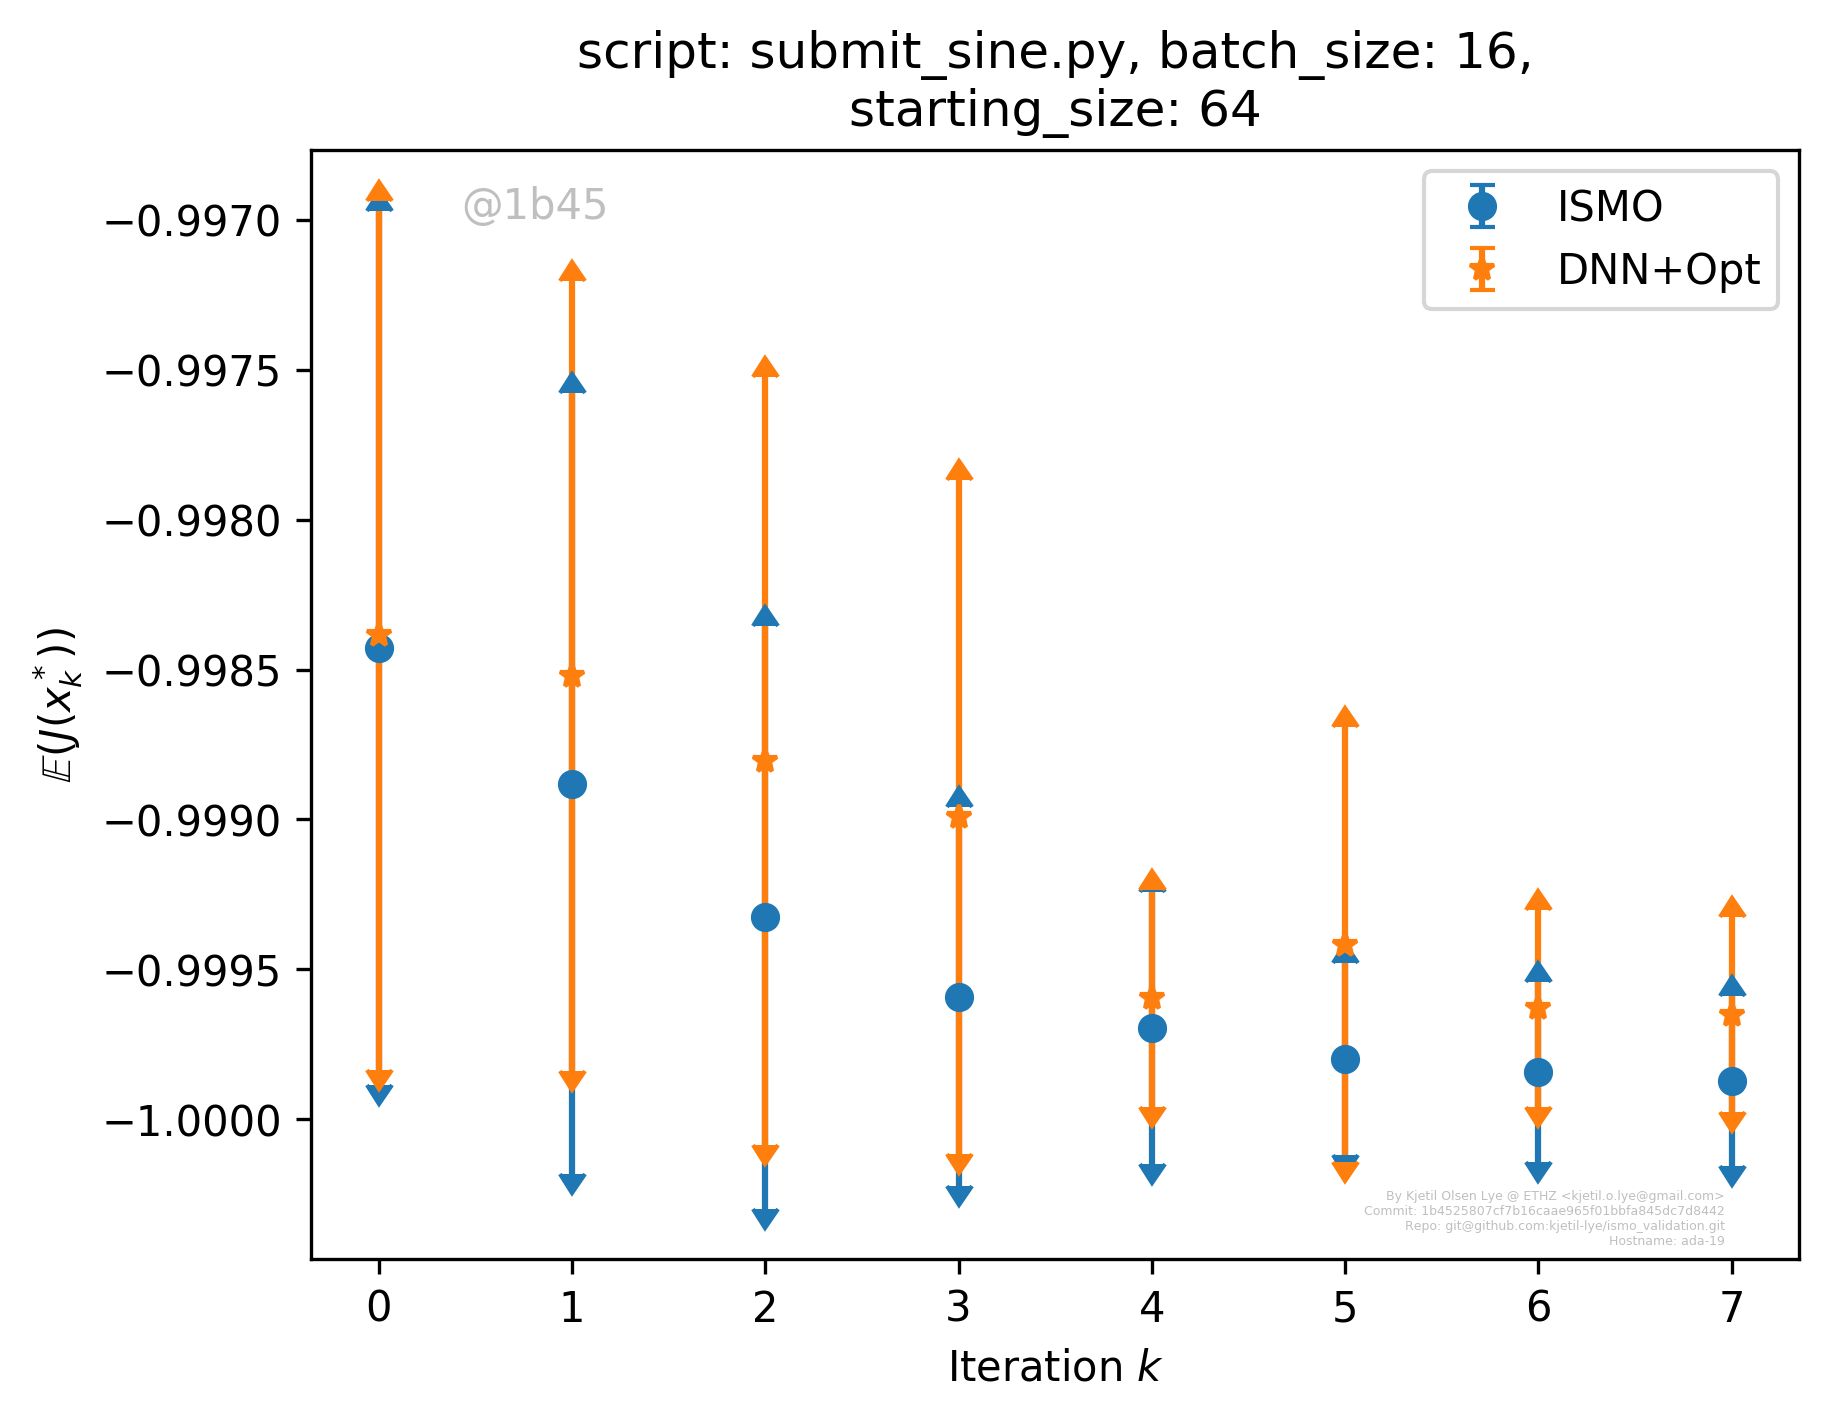 script: submit_sine.py, batch_size: 16,
starting_size: 64
@1b45
ISMO
DNN+Opt
−0.9970
−0.9975
−0.9980
−0.9985
−0.9990
−0.9995
−1.0000
𝔼(J(x*k))
By Kjetil Olsen Lye @ ETHZ <kjetil.o.lye@gmail.com>
Commit: 1b4525807cf7b16caae965f01bbfa845dc7d8442
Repo: git@github.com:kjetil-lye/ismo_validation.git
Hostname: ada-19
0 1 2 3 4 5 6 7
Iteration k